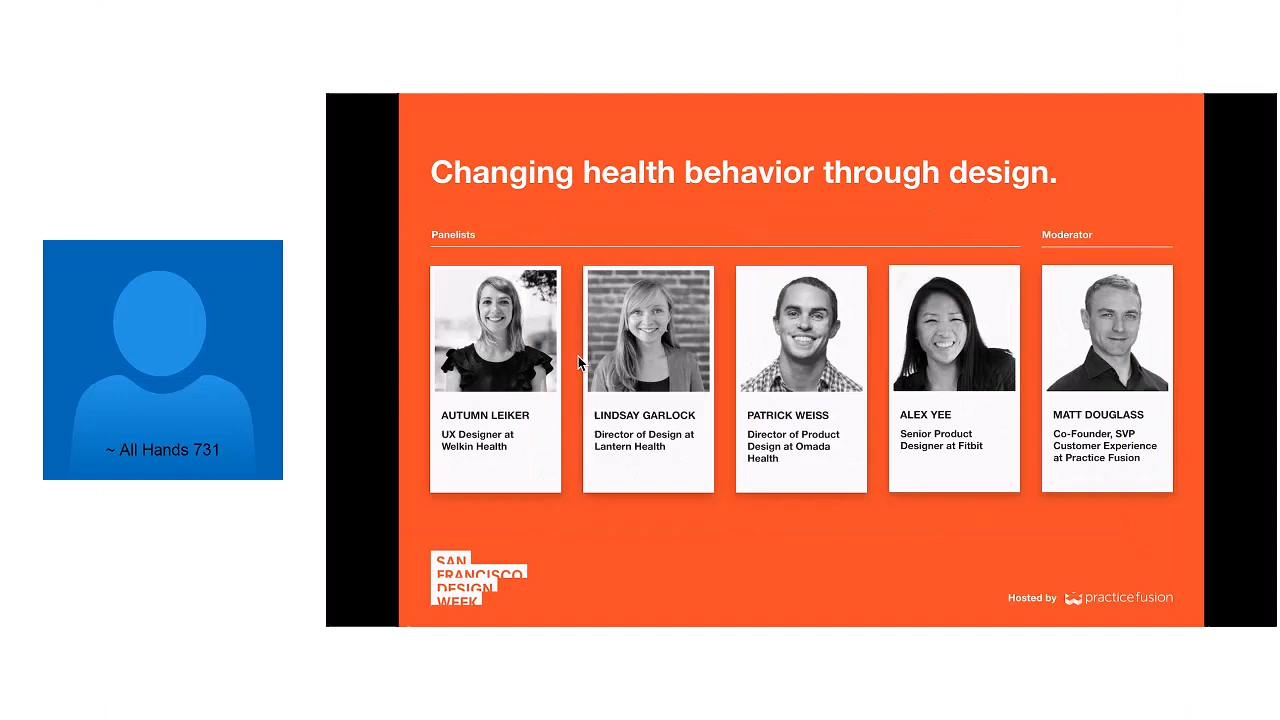 ~ All Hands 731
Changing health behavior through design.
Panelists
Moderator
AUTUMN LEIKER
UX Designer at
Welkin Health
LINDSAY GARLOCK
Director of Design at
Lantern Health
PATRICK WEISS
Director of Product
Design at Omada
Health
ALEX YEE
Senior Product
Designer at Fitbit
MATT DOUGLASS
Co-Founder, SVP
Customer Experience
at Practice Fusion
SAN
FRANCISCO
DESIGN
WEEK
Hosted by practice fusion